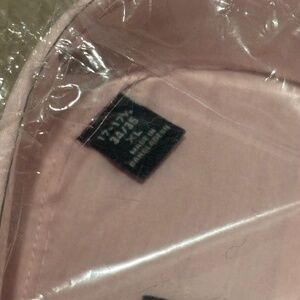 17-17½
34/35
XL
MADE IN
BANGLADESH